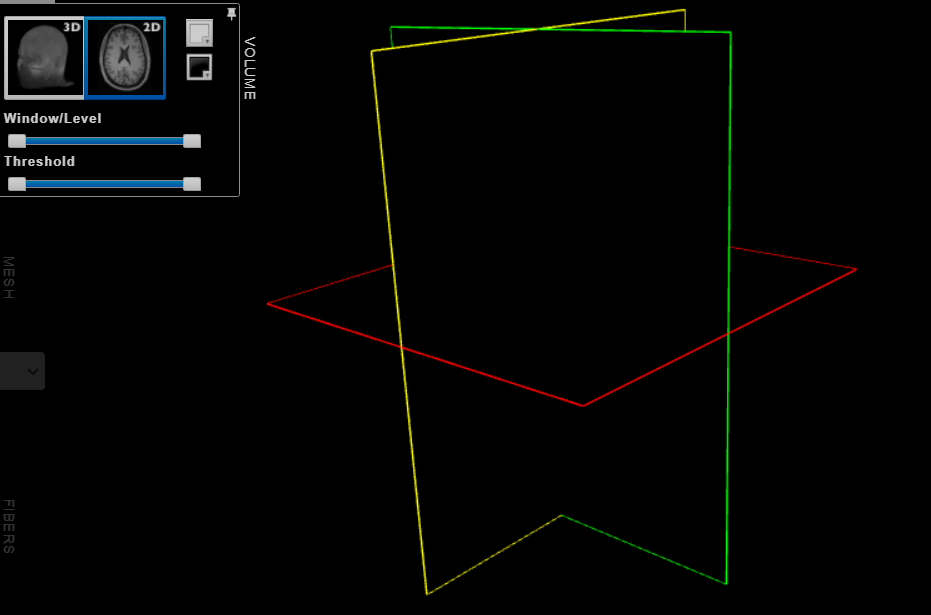 3D
2D
VOLUME
Window/Level
Threshold
MESH
FIBERS